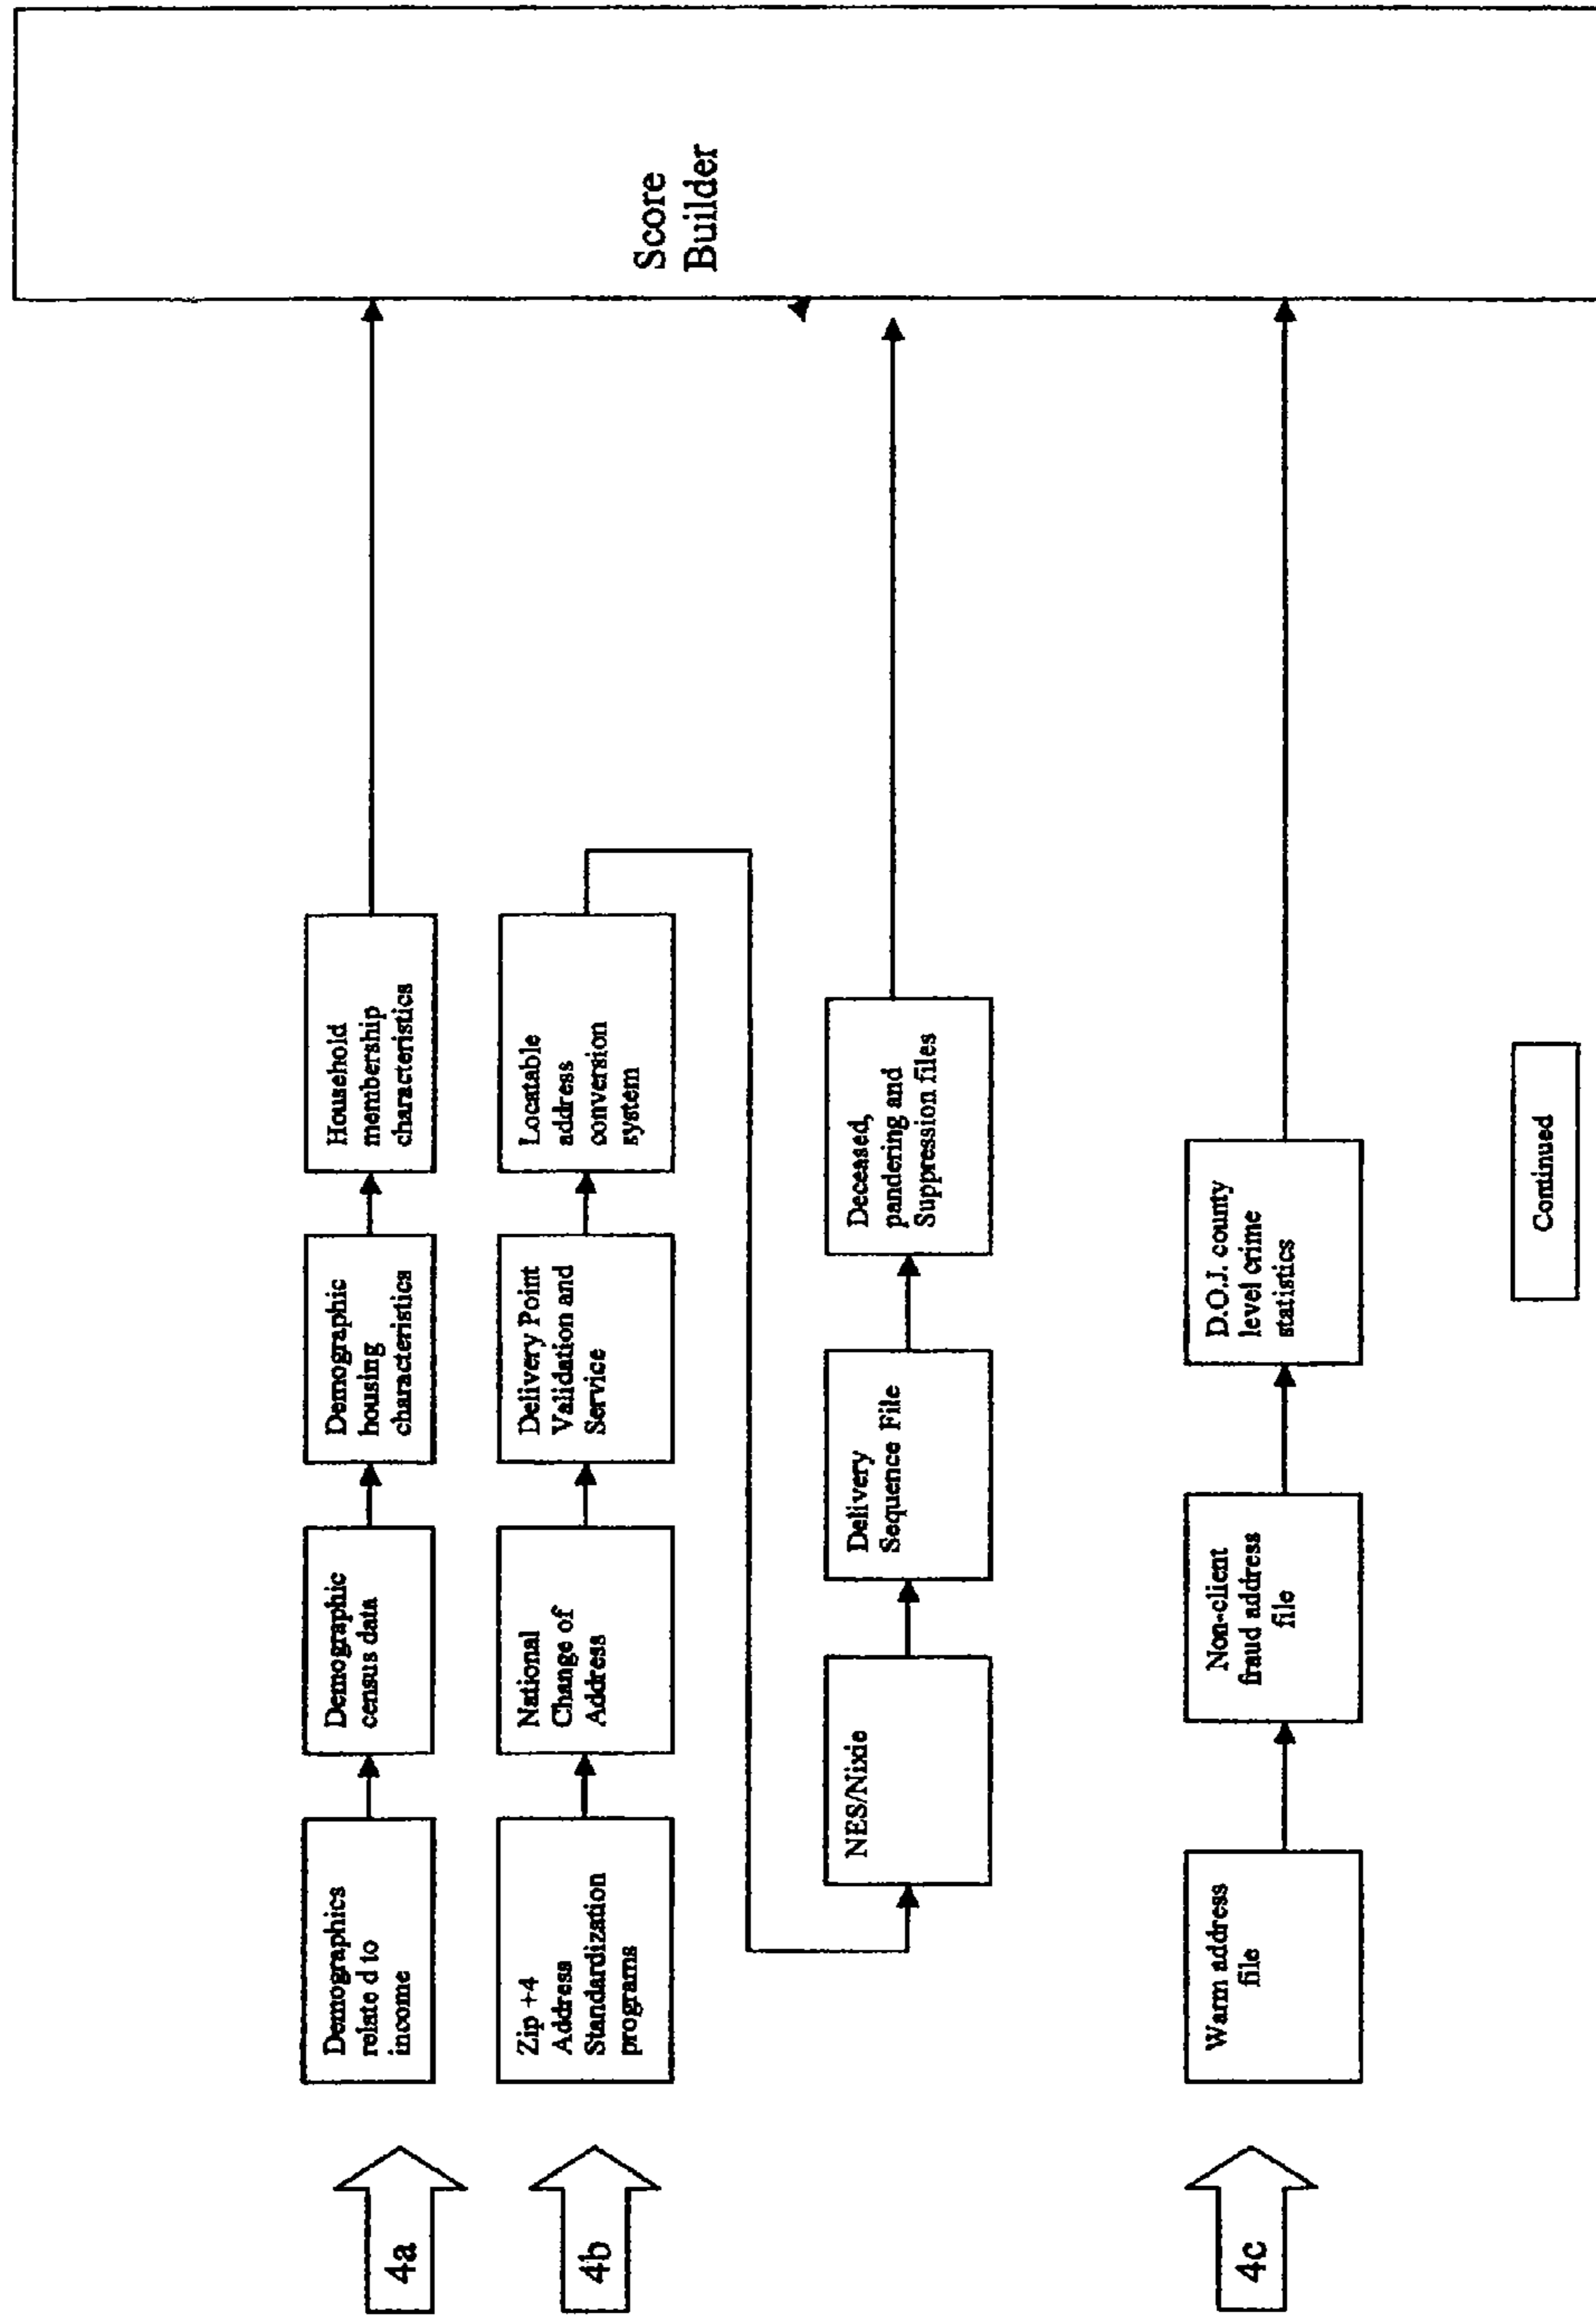 4a
Demographics
relate d to
income
Demographic
census data
Demographic
housing
characteristics
Household
membership
characteristics
4b
Zip +4
Address
Standardization
programs
National
Change of
Address
Delivery Point
Validation and
Service
Locatable
address
conversion
system
NES/Nixie
Delivery
Sequence File
Deceased,
pandering and
Suppression files
4c
Warm address
file
Non-client
fraud address
file
D.O.J. county
level crime
statistics
Score
Builder
Continued